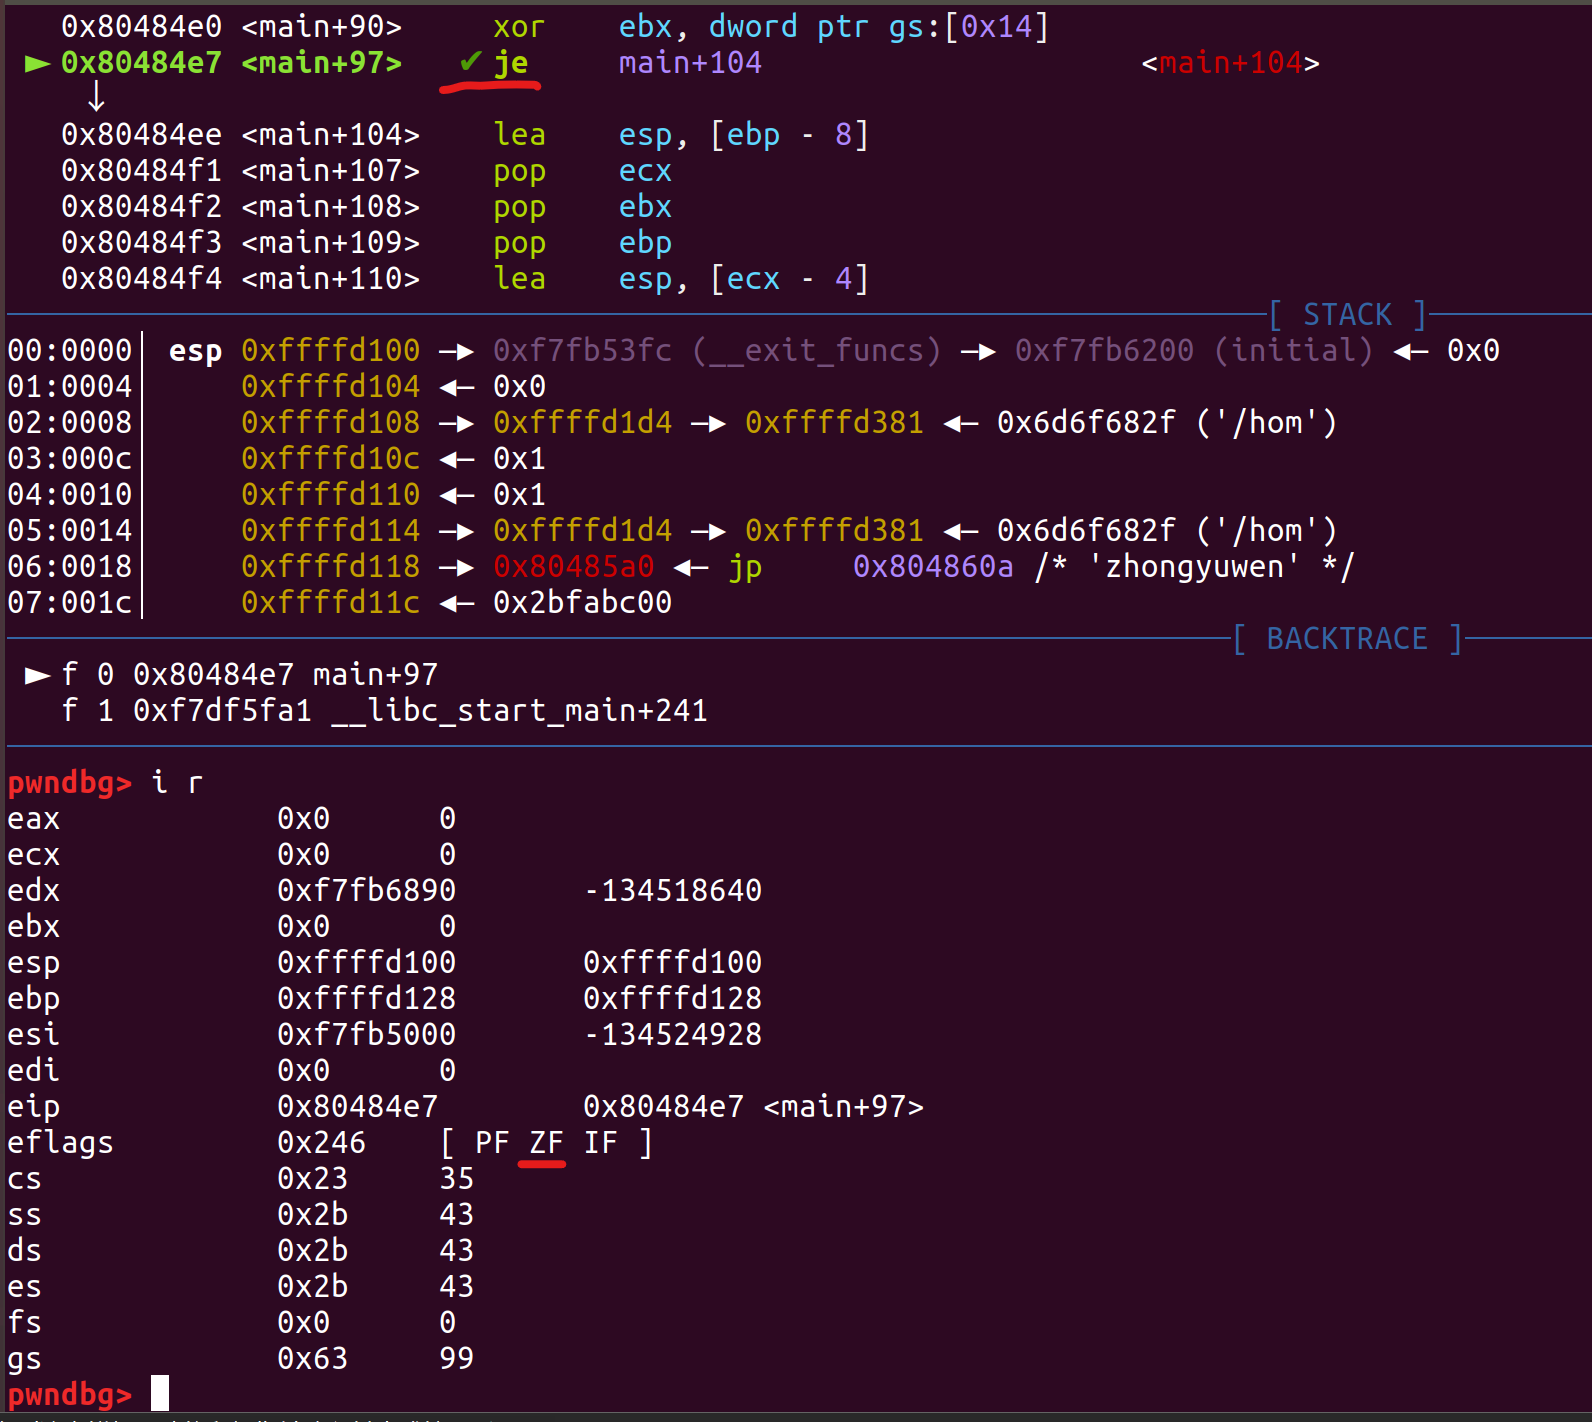 0x80484e0 <main+90> xor ebx, dword ptr gs:[0x14]
► 0x80484e7 <main+97> ✔ je main+104 <main+104>
↓
0x80484ee <main+104> lea esp, [ebp - 8]
0x80484f1 <main+107> pop ecx
0x80484f2 <main+108> pop ebx
0x80484f3 <main+109> pop ebp
0x80484f4 <main+110> lea esp, [ecx - 4]
[ STACK ]
00:0000│ esp 0xffffd100 —▸ 0xf7fb53fc (__exit_funcs) —▸ 0xf7fb6200 (initial) ◂— 0x0
01:0004│ 0xffffd104 ◂— 0x0
02:0008│ 0xffffd108 —▸ 0xffffd1d4 —▸ 0xffffd381 ◂— 0x6d6f682f ('/hom')
03:000c│ 0xffffd10c ◂— 0x1
04:0010│ 0xffffd110 ◂— 0x1
05:0014│ 0xffffd114 —▸ 0xffffd1d4 —▸ 0xffffd381 ◂— 0x6d6f682f ('/hom')
06:0018│ 0xffffd118 —▸ 0x80485a0 ◂— jp 0x804860a /* 'zhongyuwen' */
07:001c│ 0xffffd11c ◂— 0x2bfabc00
[ BACKTRACE ]
► f 0 0x80484e7 main+97
f 1 0xf7df5fa1 __libc_start_main+241
pwndbg> i r
eax 0x0 0
ecx 0x0 0
edx 0xf7fb6890 -134518640
ebx 0x0 0
esp 0xffffd100 0xffffd100
ebp 0xffffd128 0xffffd128
esi 0xf7fb5000 -134524928
edi 0x0 0
eip 0x80484e7 0x80484e7 <main+97>
eflags 0x246 [ PF ZF IF ]
cs 0x23 35
ss 0x2b 43
ds 0x2b 43
es 0x2b 43
fs 0x0 0
gs 0x63 99
pwndbg>